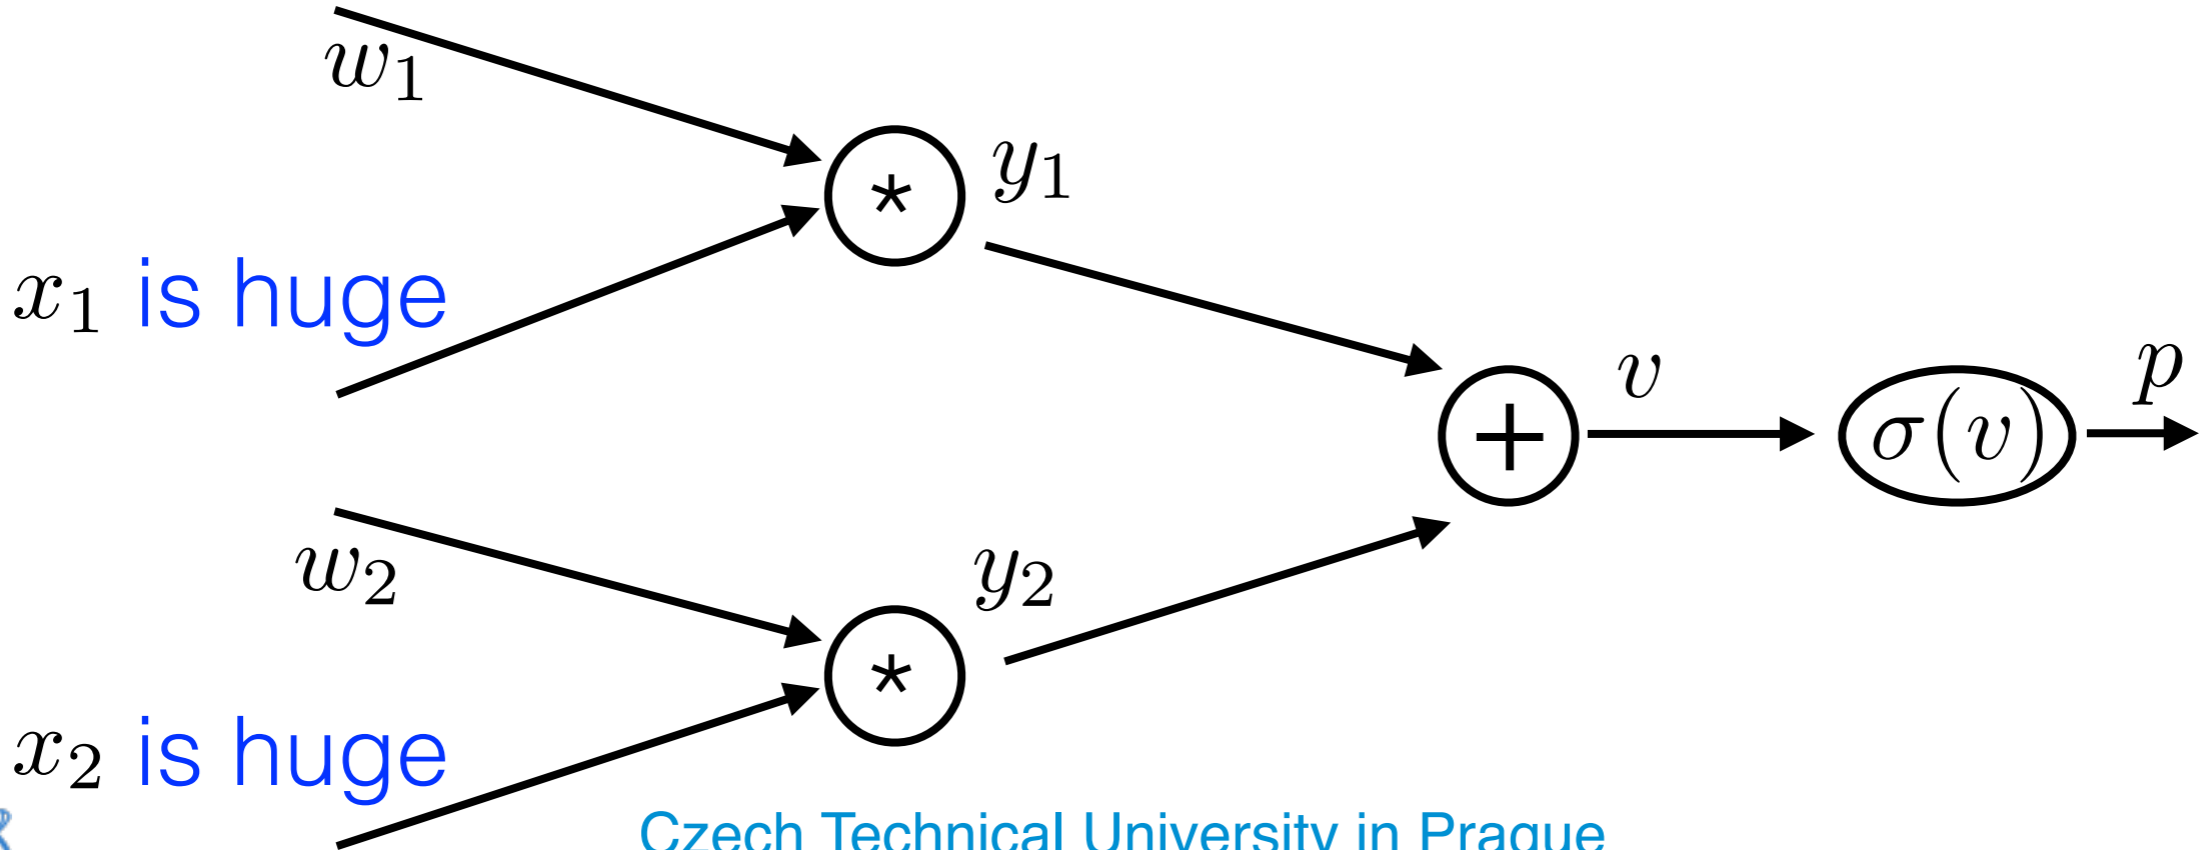 w₁
* y₁
x₁ is huge
v
p
+
σ(v)
w₂
y₂
*
x₂ is huge
Czech Technical University in Prague